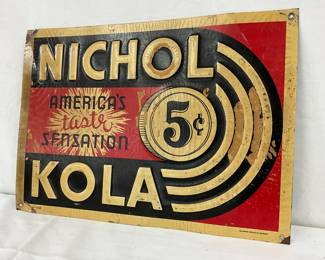 NICHOL
AMERICA'S
taste
SENSATION
5¢
KOLA